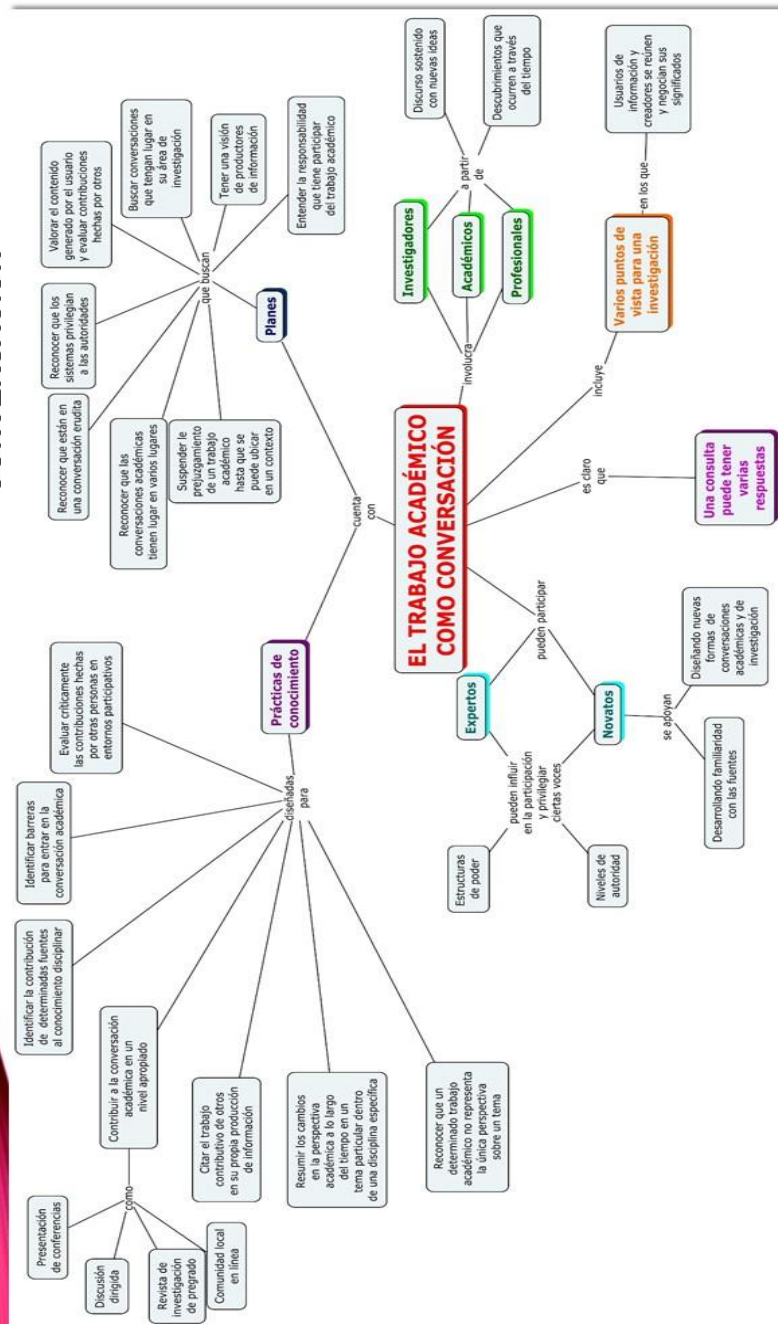 Presentación
de conferencias
Discusión
dirigida
Revista de
investigación
de pregrado
Comunidad local
en línea
como
Contribuir a la conversación
académica en un
nivel apropiado
Identificar la contribución
de determinadas fuentes
al conocimiento disciplinar
Identificar barreras
para entrar en la
conversación académica
Evaluar críticamente
las contribuciones hechas
por otras personas en
entornos participativos
Citar el trabajo
contributivo de otros
en su propia producción
de información
Resumir los cambios
en la perspectiva
académica a lo largo
del tiempo en un
tema particular dentro
de una disciplina específica
Reconocer que un
determinado trabajo
académico no representa
la única perspectiva
sobre un tema
diseñadas
para
Prácticas de
conocimiento
cuenta
con
Planes
que buscan
Reconocer que están en
una conversación erudita
Reconocer que los
sistemas privilegian
a las autoridades
Valorar el contenido
generado por el usuario
y evaluar contribuciones
hechas por otros
Buscar conversaciones
que tengan lugar en
su área de
investigación
Tener una visión
de productores
de información
Entender la responsabilidad
que tiene participar
del trabajo académico
Reconocer que las
conversaciones académicas
tienen lugar en varios lugares
Suspender le
prejuzgamiento
de un trabajo
académico
hasta que se
puede ubicar
en un contexto
EL TRABAJO ACADÉMICO
COMO CONVERSACIÓN
pueden participar
Expertos
Novatos
pueden influir
en la participación
y privilegiar
ciertas voces
Estructuras
de poder
Niveles de
autoridad
se apoyan
Desarrollando familiaridad
con las fuentes
Diseñando nuevas
formas de
conversaciones
académicas y de
investigación
es claro
que
Una consulta
puede tener
varias
respuestas
incluye
Varios puntos de
vista para una
investigación
en los que
Usuarios de
información y
creadores se reúnen
y negocian sus
significados
involucra
Investigadores
Académicos
Profesionales
a partir
de
Discurso sostenido
con nuevas ideas
Descubrimientos que
ocurren a través
del tiempo